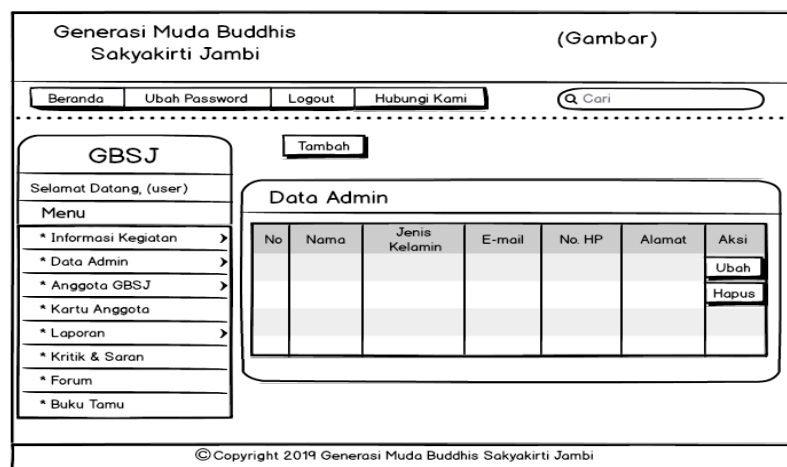 Generasi Muda Buddhis
Sakyakirti Jambi
(Gambar)
Beranda
Ubah Password
Logout
Hubungi Kami
Cari
GBSJ
Selamat Datang, (user)
Menu
* Informasi Kegiatan
* Data Admin
* Anggota GBSJ
* Kartu Anggota
* Laporan
* Kritik & Saran
* Forum
* Buku Tamu
Tambah
Data Admin
No
Nama
Jenis
Kelamin
E-mail
No. HP
Alamat
Aksi
Ubah
Hapus
©Copyright 2019 Generasi Muda Buddhis Sakyakirti Jambi